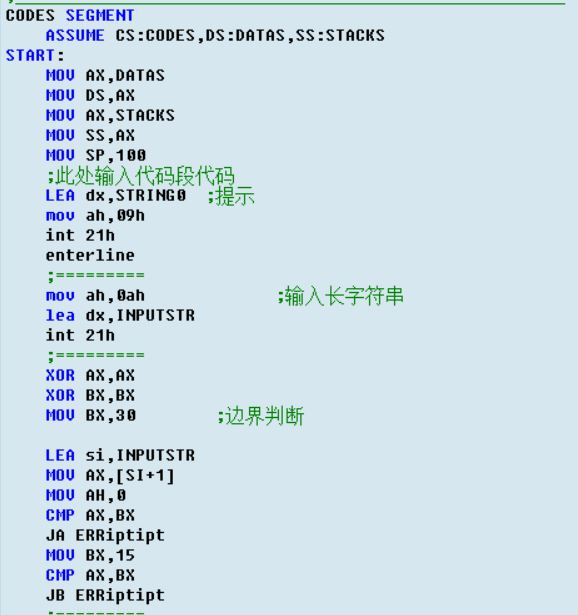 CODES SEGMENT
ASSUME CS:CODES,DS:DATAS,SS:STACKS
START:
MOV AX,DATAS
MOV DS,AX
MOV AX,STACKS
MOV SS,AX
MOV SP,100
;此处输入代码段代码
LEA dx,STRING0 ;提示
mov ah,09h
int 21h
enterline
;=========
mov ah,0ah ;输入长字符串
lea dx,INPUTSTR
int 21h
;=========
XOR AX,AX
XOR BX,BX
MOV BX,30 ;边界判断
LEA si,INPUTSTR
MOV AX,[SI+1]
MOV AH,0
CMP AX,BX
JA ERRiptipt
MOV BX,15
CMP AX,BX
JB ERRiptipt
;=========